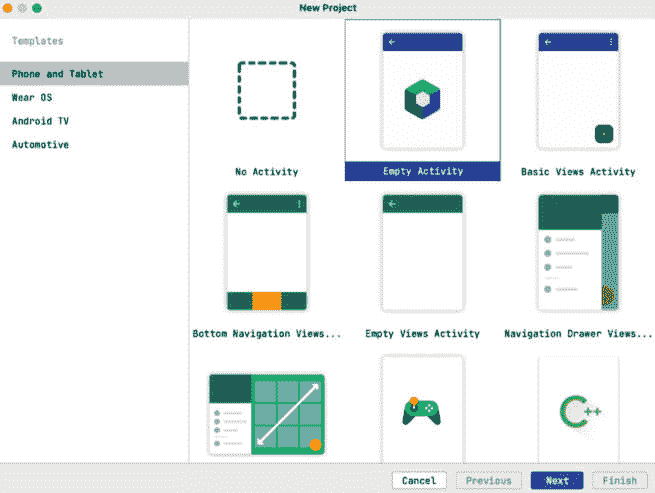 New Project
Templates
Phone and Tablet
Wear OS
Android TV
Automotive
No Activity
Empty Activity
Basic Views Activity
Bottom Navigation Views...
Empty Views Activity
Navigation Drawer Views...
C++
Cancel
Previous
Next
Finish